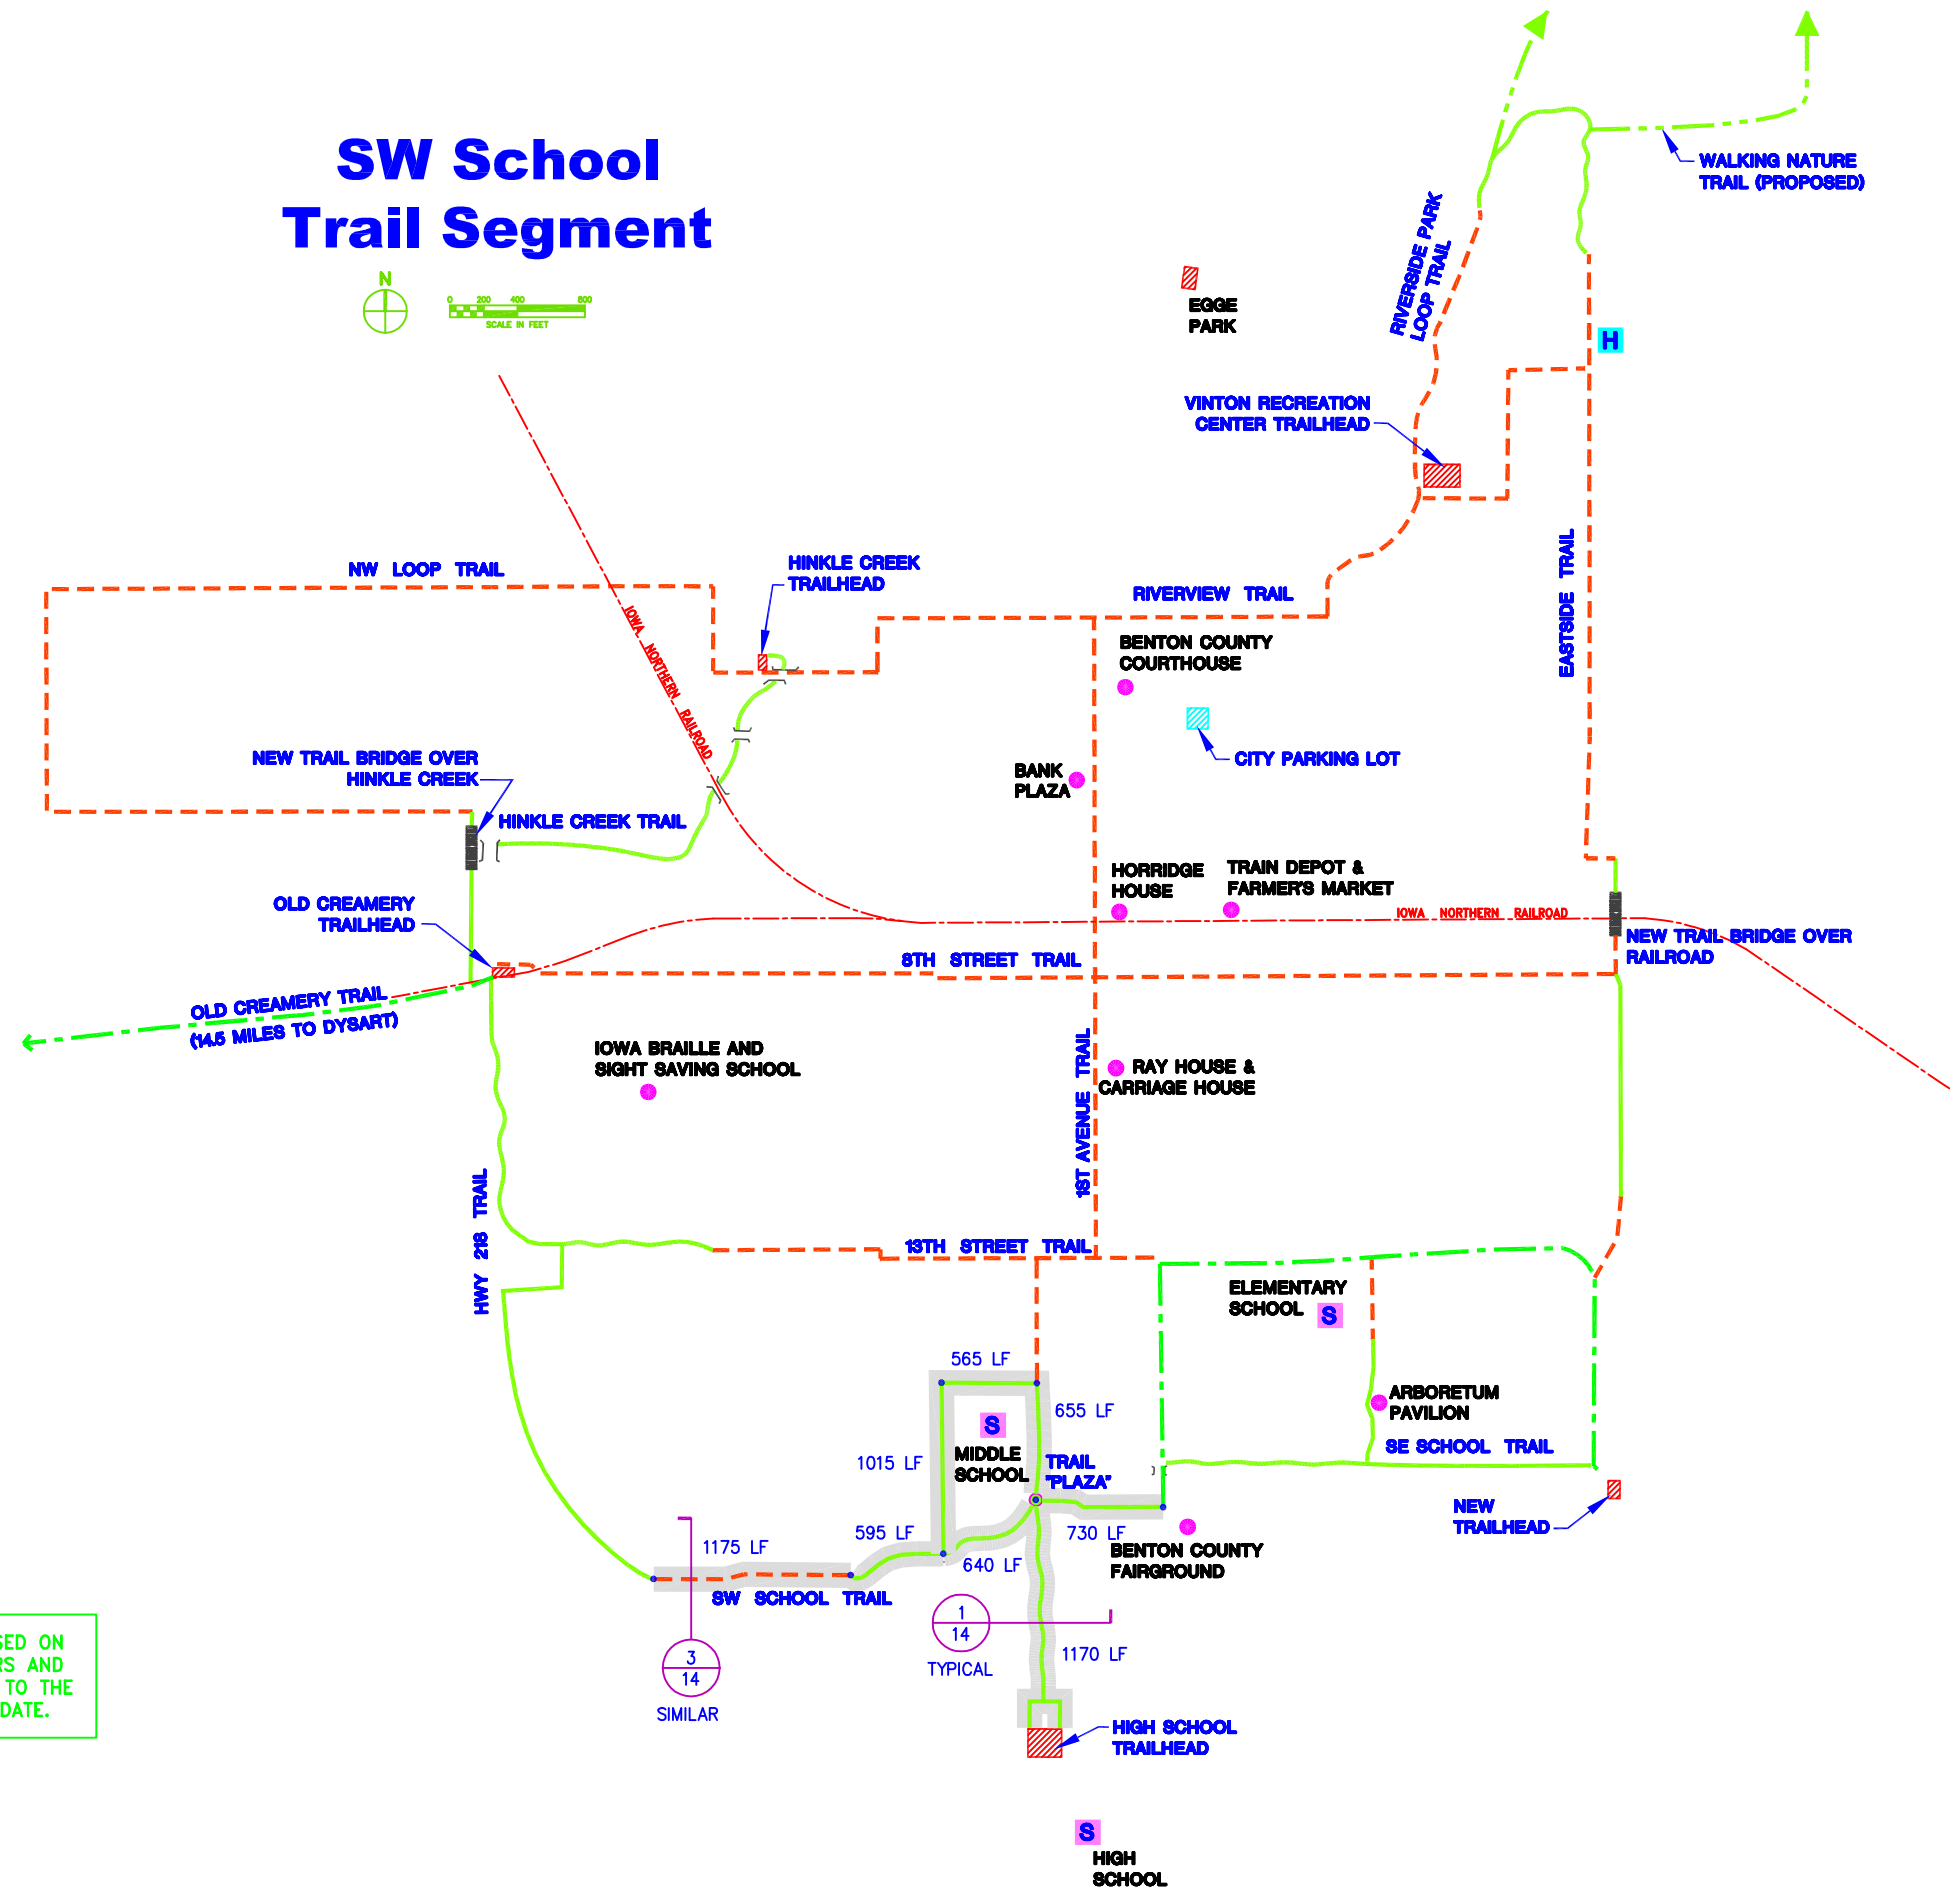 SW School
Trail Segment
N
0 200 400 800
SCALE IN FEET
WALKING NATURE
TRAIL (PROPOSED)
RIVERSIDE PARK
LOOP TRAIL
EGGE
PARK
H
VINTON RECREATION
CENTER TRAILHEAD
EASTSIDE TRAIL
NW LOOP TRAIL
HINKLE CREEK
TRAILHEAD
RIVERVIEW TRAIL
IOWA NORTHERN RAILROAD
BENTON COUNTY
COURTHOUSE
CITY PARKING LOT
BANK
PLAZA
NEW TRAIL BRIDGE OVER
HINKLE CREEK
HINKLE CREEK TRAIL
HORRIDGE
HOUSE
TRAIN DEPOT &
FARMER'S MARKET
IOWA NORTHERN RAILROAD
OLD CREAMERY
TRAILHEAD
NEW TRAIL BRIDGE OVER
RAILROAD
8TH STREET TRAIL
OLD CREAMERY TRAIL
(14.5 MILES TO DYSART)
IOWA BRAILLE AND
SIGHT SAVING SCHOOL
1ST AVENUE TRAIL
RAY HOUSE &
CARRIAGE HOUSE
HWY 218 TRAIL
13TH STREET TRAIL
ELEMENTARY
SCHOOL
S
565 LF
655 LF
ARBORETUM
PAVILION
S
MIDDLE
SCHOOL
1015 LF
TRAIL
"PLAZA"
SE SCHOOL TRAIL
NEW
TRAILHEAD
1175 LF
595 LF
640 LF
730 LF
BENTON COUNTY
FAIRGROUND
SW SCHOOL TRAIL
1
14
TYPICAL
3
14
SIMILAR
1170 LF
SED ON
RS AND
TO THE
DATE.
HIGH SCHOOL
TRAILHEAD
S
HIGH
SCHOOL